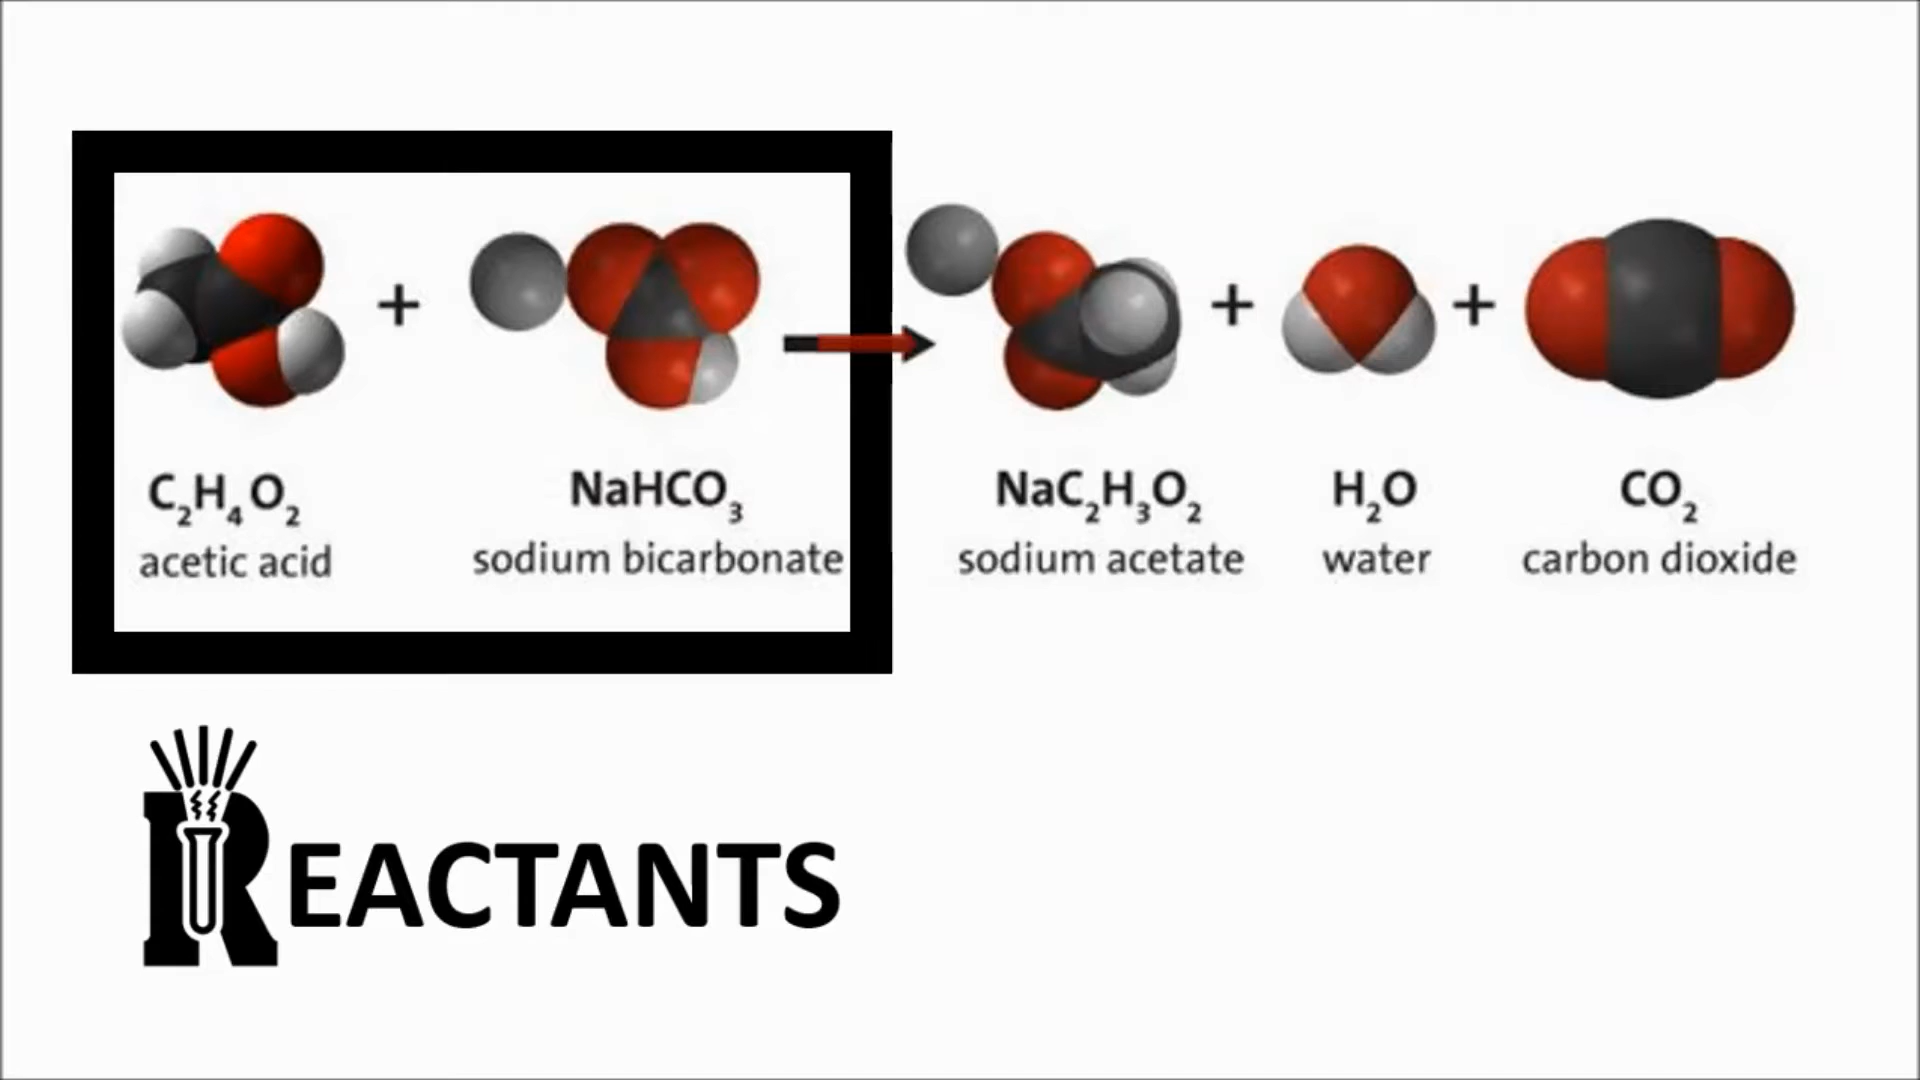 C₂H₄O₂ + NaHCO₃ → NaC₂H₃O₂ + H₂O + CO₂
acetic acid sodium bicarbonate sodium acetate water carbon dioxide
REACTANTS